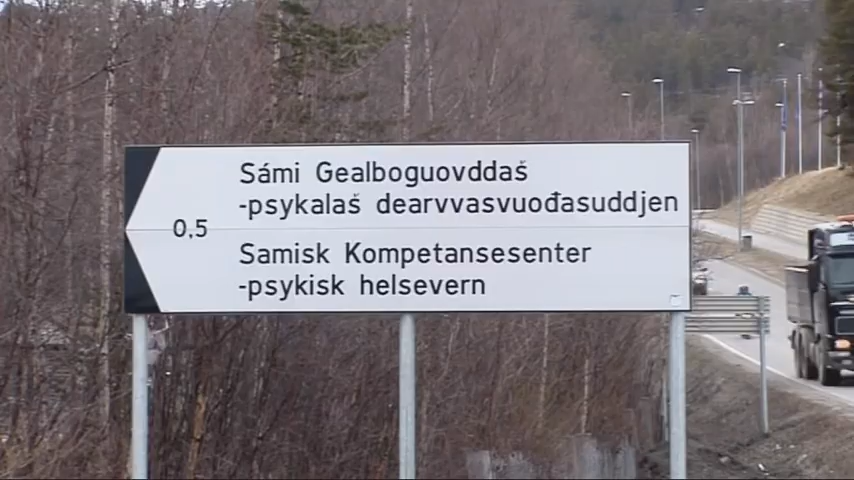 Sámi Gealboguovddaš
-psykalaš dearvvasvuođasuddjen
0,5
Samisk Kompetansesenter
-psykisk helsevern